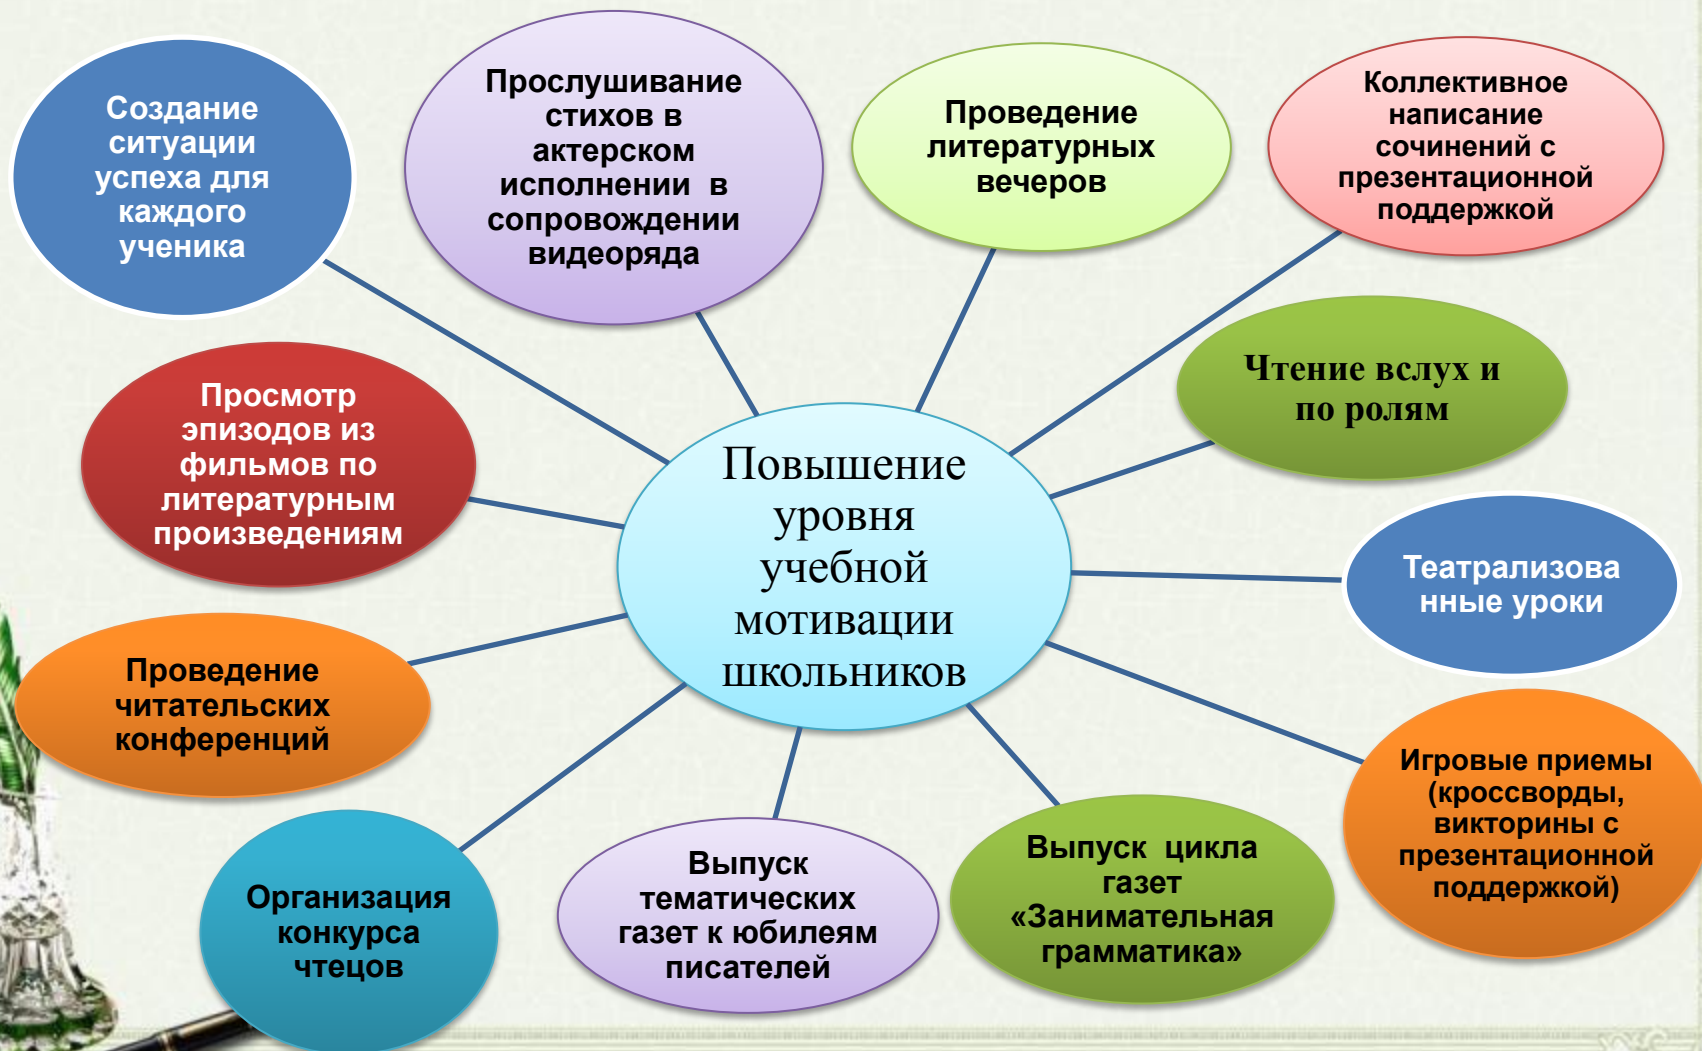 Создание
ситуации
успеха для
каждого
ученика
Прослушивание
стихов в
актерском
исполнении в
сопровождении
видеоряда
Проведение
литературных
вечеров
Коллективное
написание
сочинений с
презентационной
поддержкой
Просмотр
эпизодов из
фильмов по
литературным
произведениям
Чтение вслух и
по ролям
Повышение
уровня
учебной
мотивации
школьников
Театрализова
нные уроки
Проведение
читательских
конференций
Игровые приемы
(кроссворды,
викторины с
презентационной
поддержкой)
Организация
конкурса
чтецов
Выпуск
тематических
газет к юбилеям
писателей
Выпуск цикла
газет
«Занимательная
грамматика»